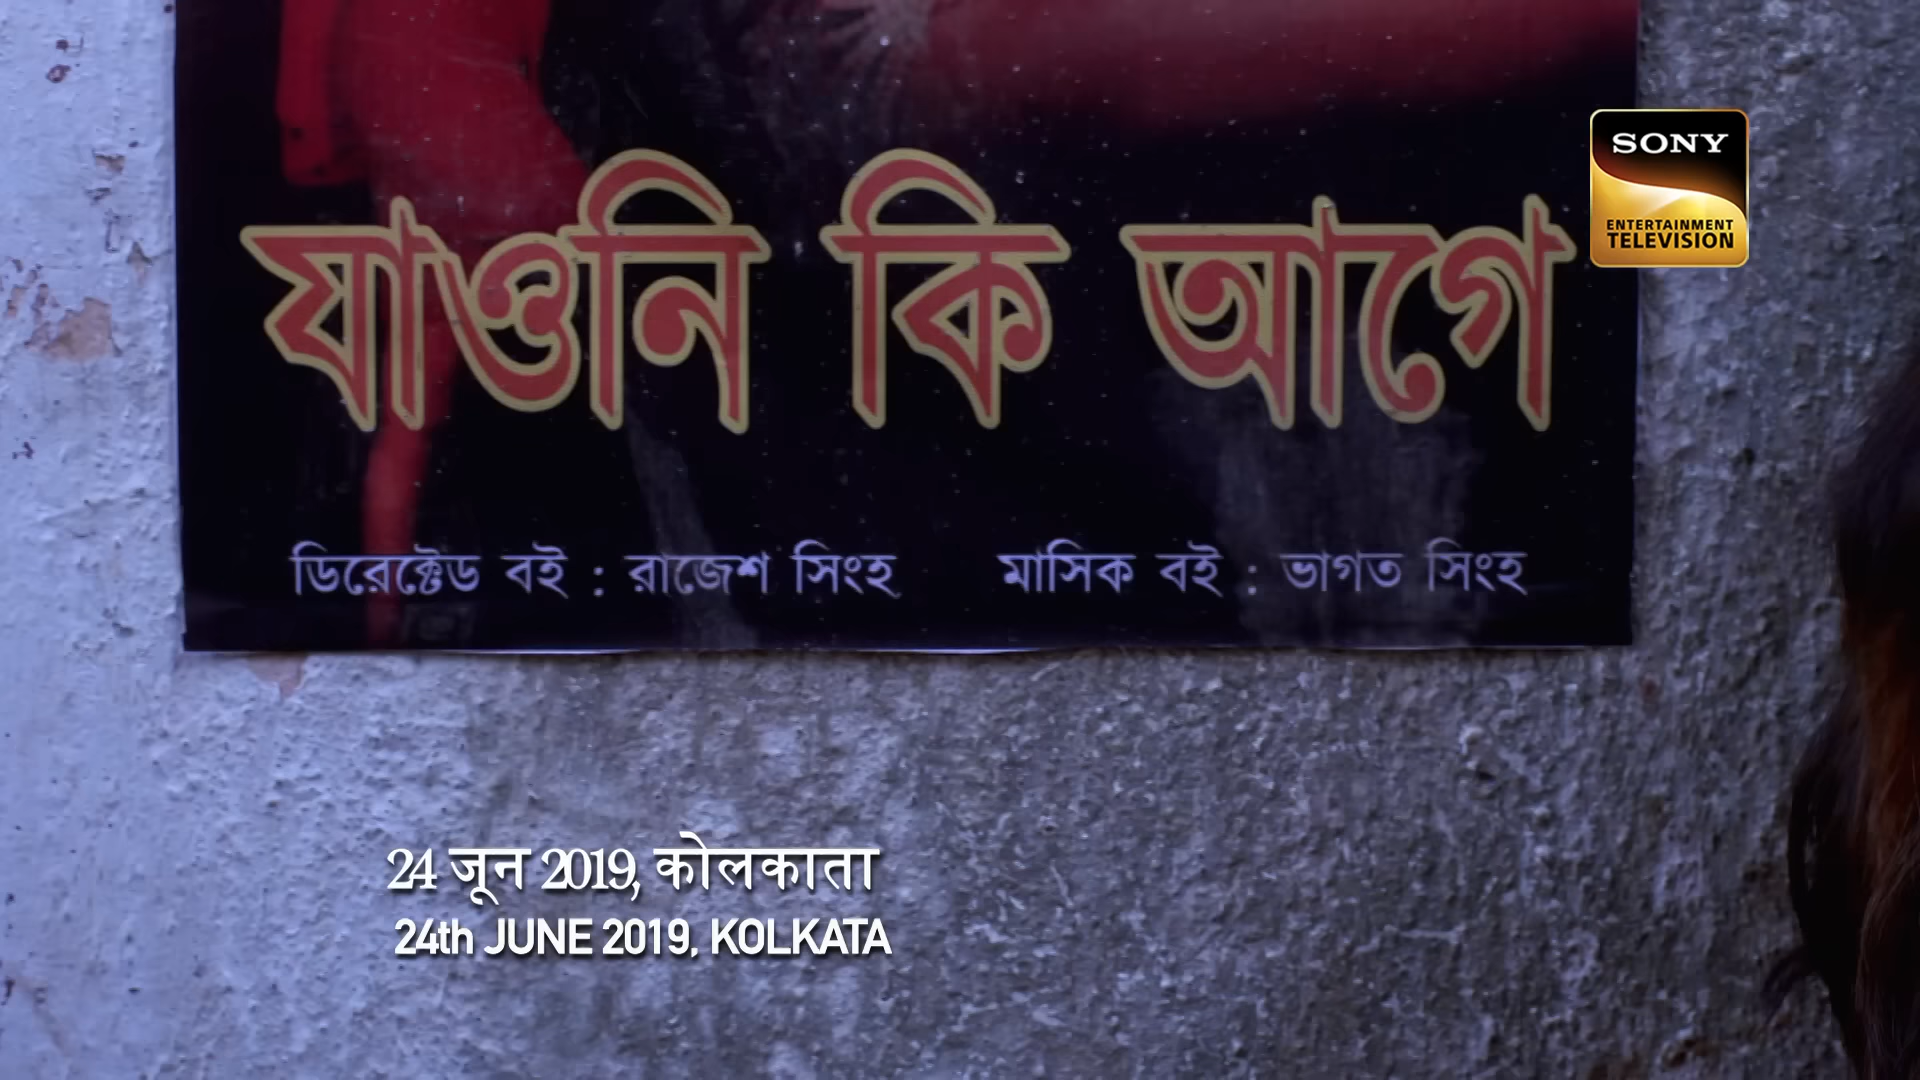 SONY
ENTERTAINMENT
TELEVISION
যাওনি কি আগে
ডিরেক্টেড বই : রাজেশ সিংহ মাসিক বই : ভাগত সিংহ
24 जून 2019, कोलकाता
24th JUNE 2019, KOLKATA